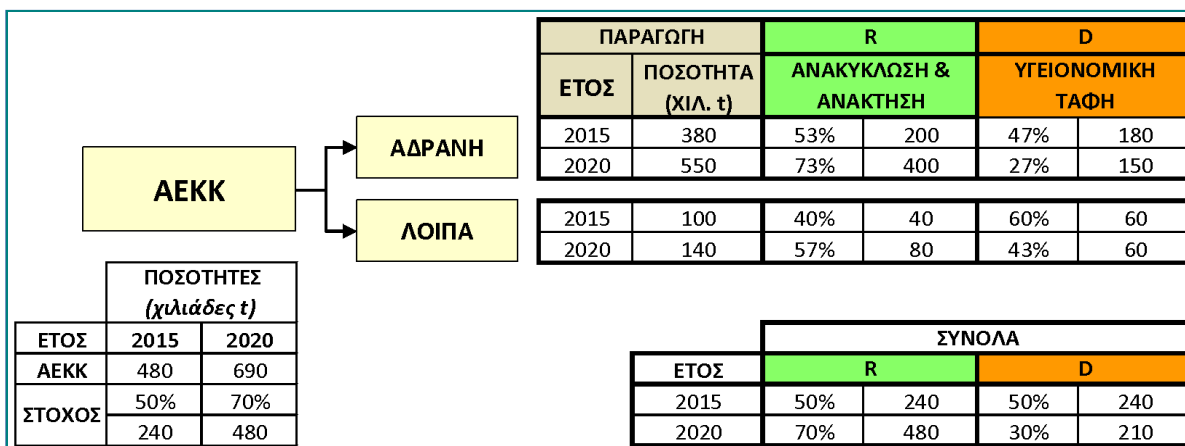 ΠΑΡΑΓΩΓΗ R D
ΕΤΟΣ ΠΟΣΟΤΗΤΑ (ΧΙΛ. t) ΑΝΑΚΥΚΛΩΣΗ & ΑΝΑΚΤΗΣΗ ΥΓΕΙΟΝΟΜΙΚΗ ΤΑΦΗ
ΑΕΚΚ
ΑΔΡΑΝΗ
2015 380 53% 200 47% 180
2020 550 73% 400 27% 150
ΛΟΙΠΑ
2015 100 40% 40 60% 60
2020 140 57% 80 43% 60
ΠΟΣΟΤΗΤΕΣ
(χιλιάδες t)
ΕΤΟΣ 2015 2020
ΑΕΚΚ 480 690
ΣΤΟΧΟΣ 50% 70%
240 480
ΣΥΝΟΛΑ
ΕΤΟΣ R D
2015 50% 240 50% 240
2020 70% 480 30% 210